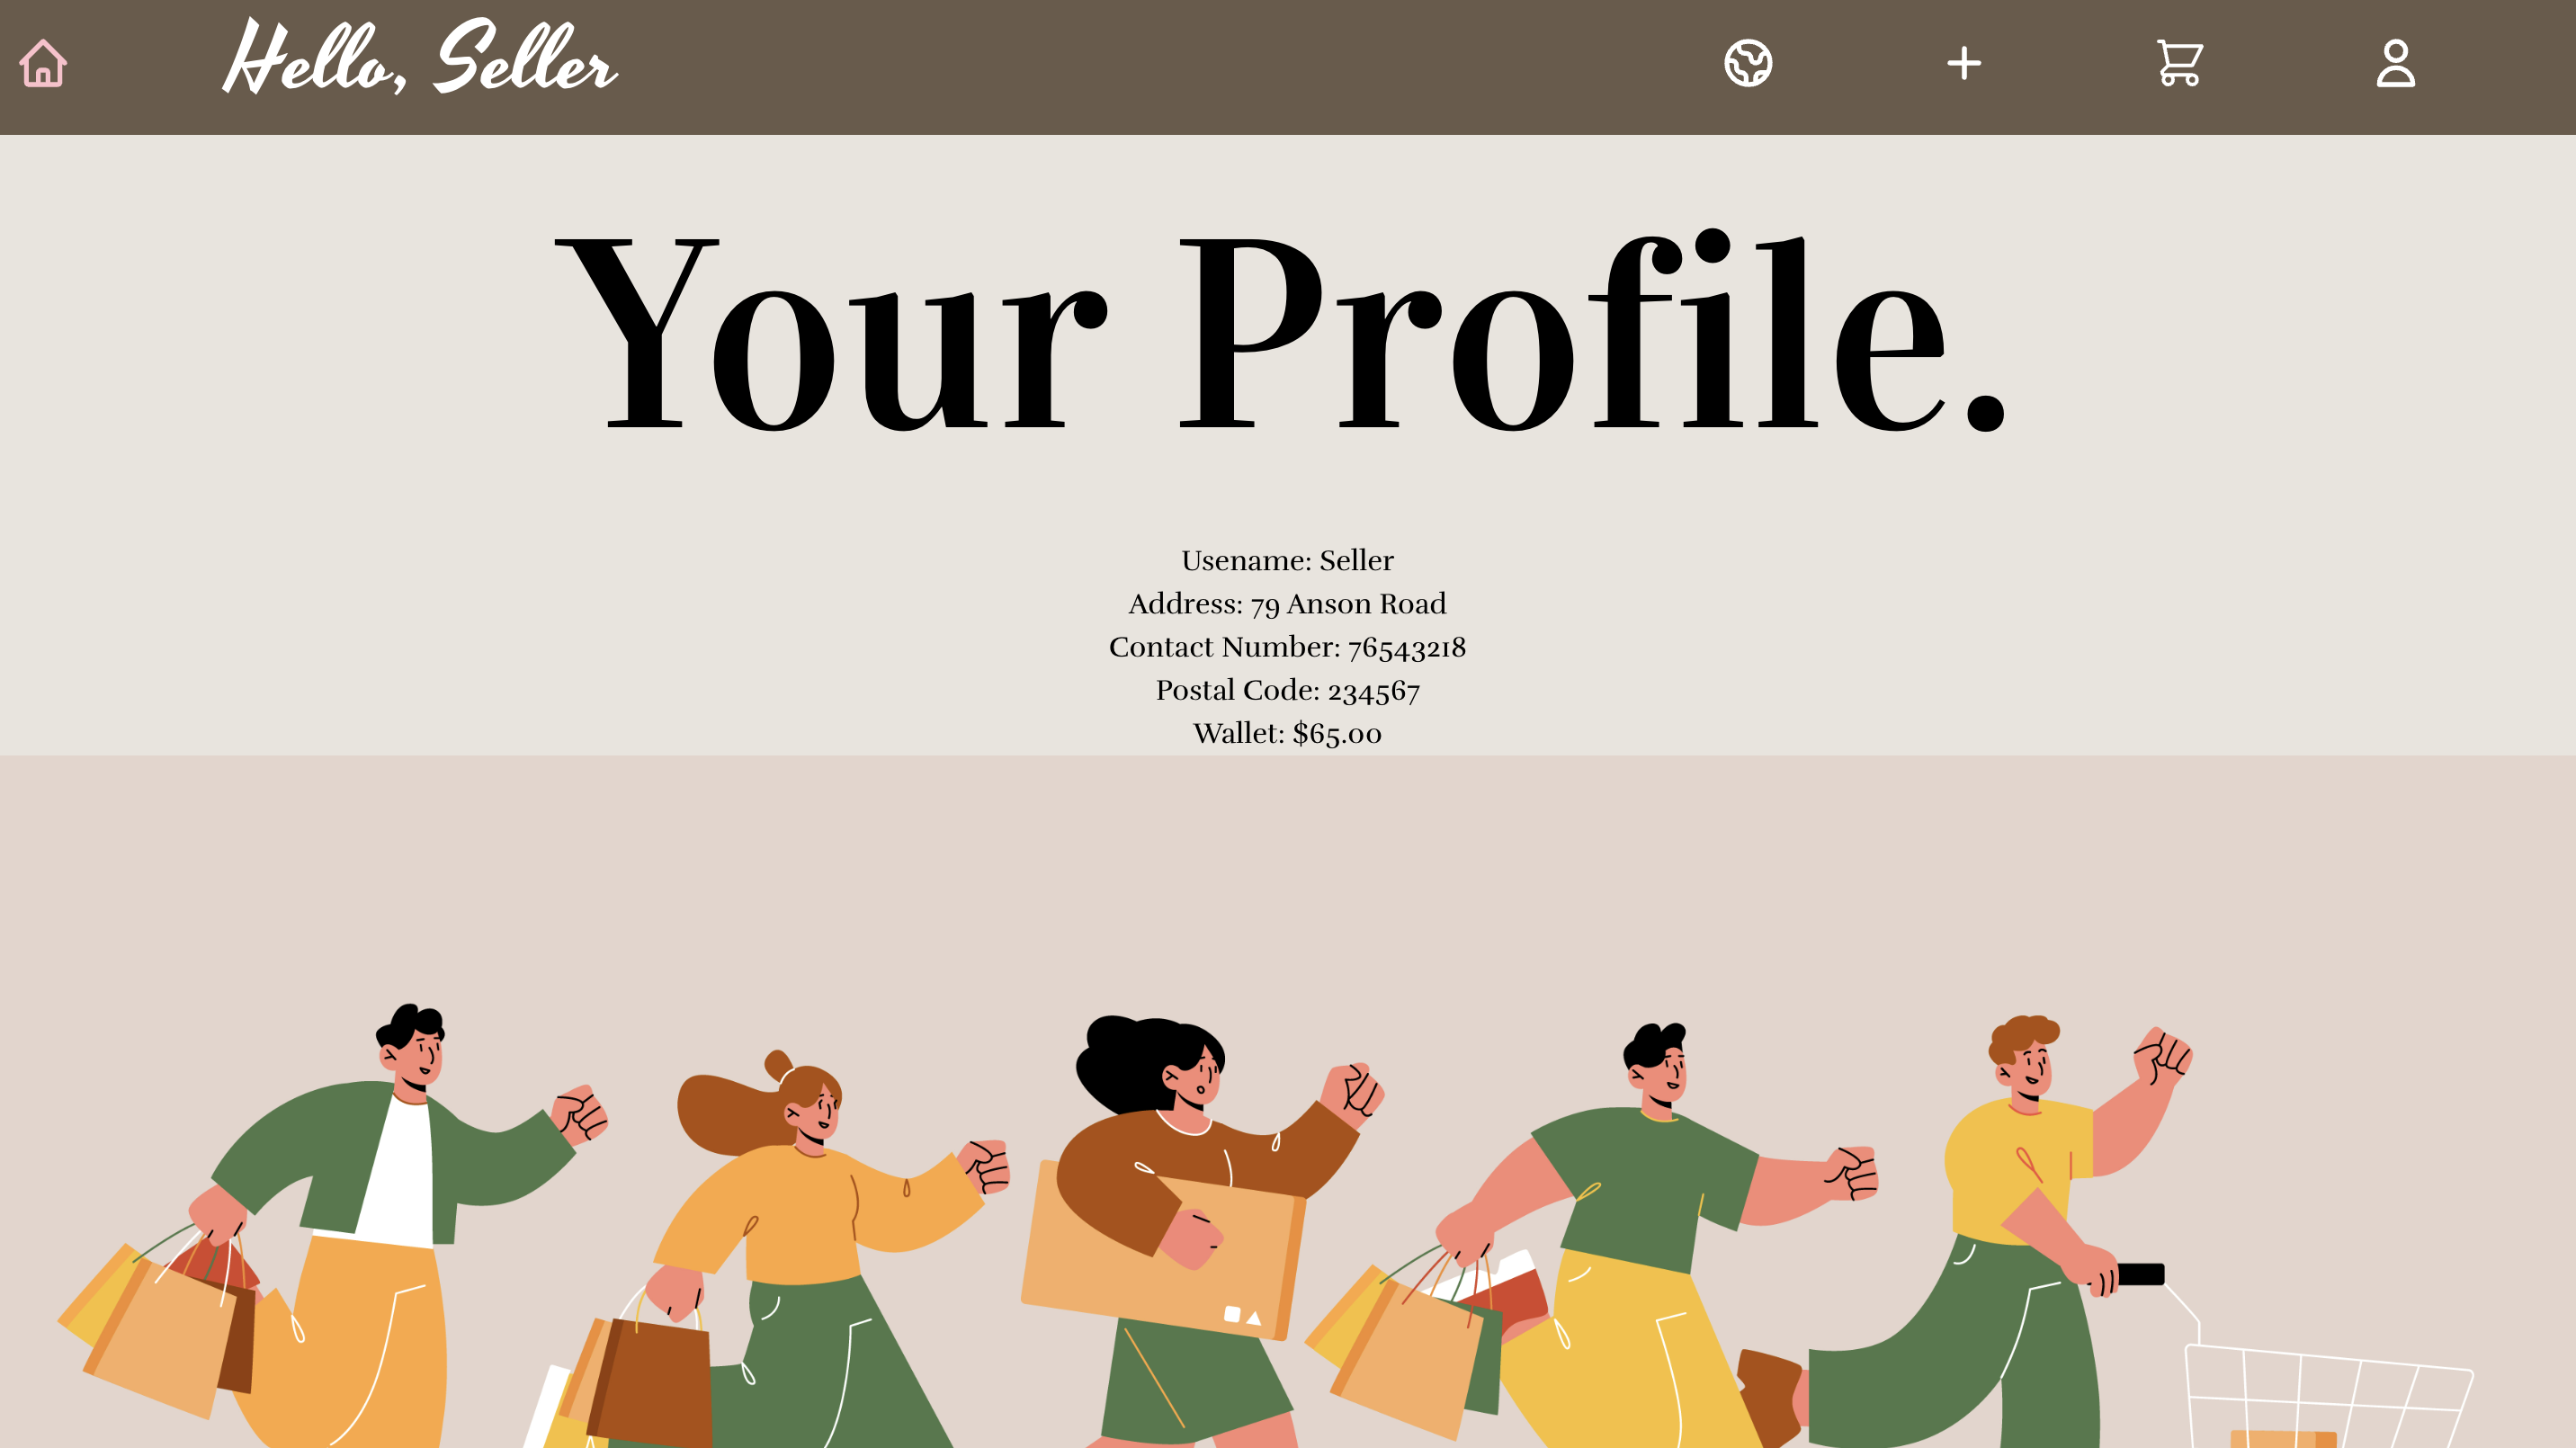 Hello, Seller
Your Profile.
Usename: Seller
Address: 79 Anson Road
Contact Number: 76543218
Postal Code: 234567
Wallet: $65.00